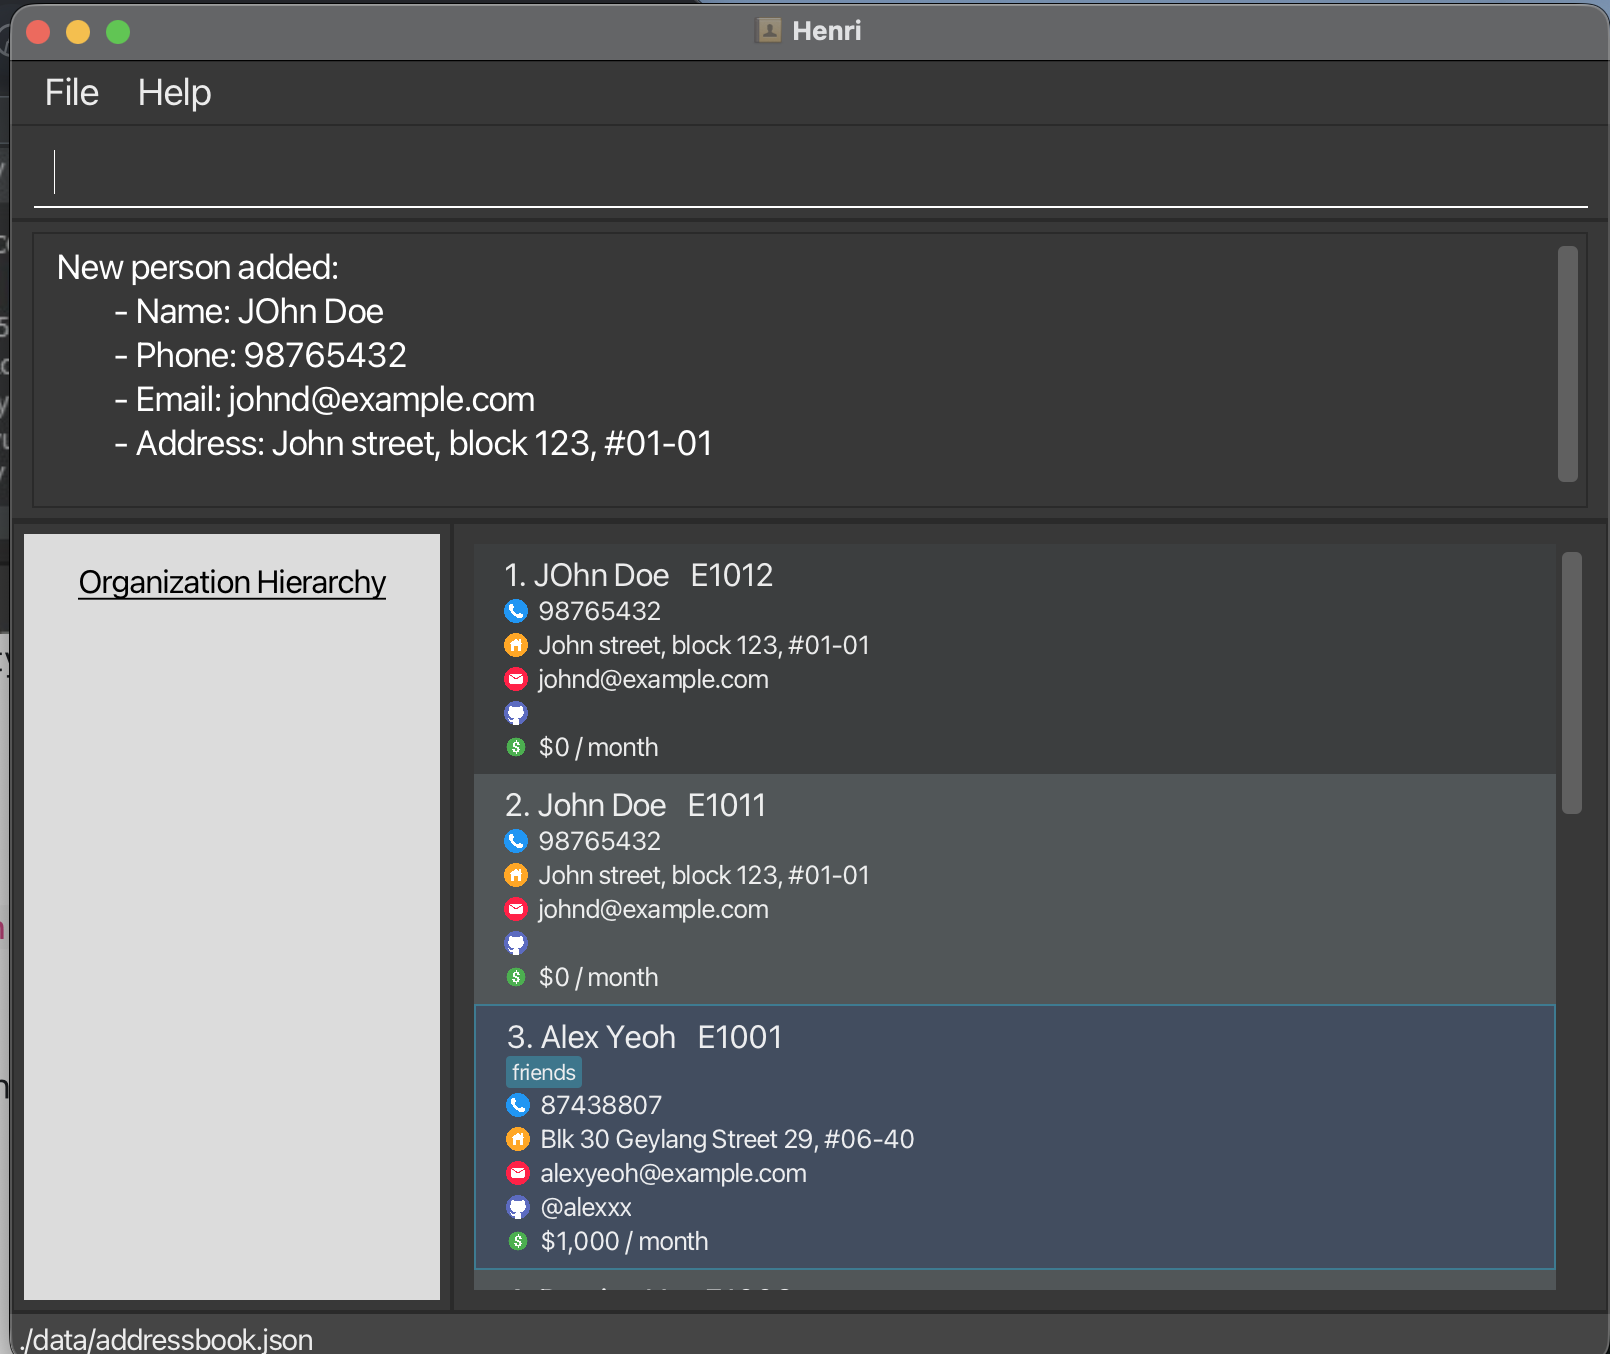 Henri
File Help
New person added:
- Name: JOhn Doe
- Phone: 98765432
- Email: johnd@example.com
- Address: John street, block 123, #01-01
Organization Hierarchy
1. JOhn Doe E1012
98765432
John street, block 123, #01-01
johnd@example.com
$0 / month
2. John Doe E1011
98765432
John street, block 123, #01-01
johnd@example.com
$0 / month
3. Alex Yeoh E1001
friends
87438807
Blk 30 Geylang Street 29, #06-40
alexyeoh@example.com
@alexxx
$1,000 / month
./data/addressbook.json